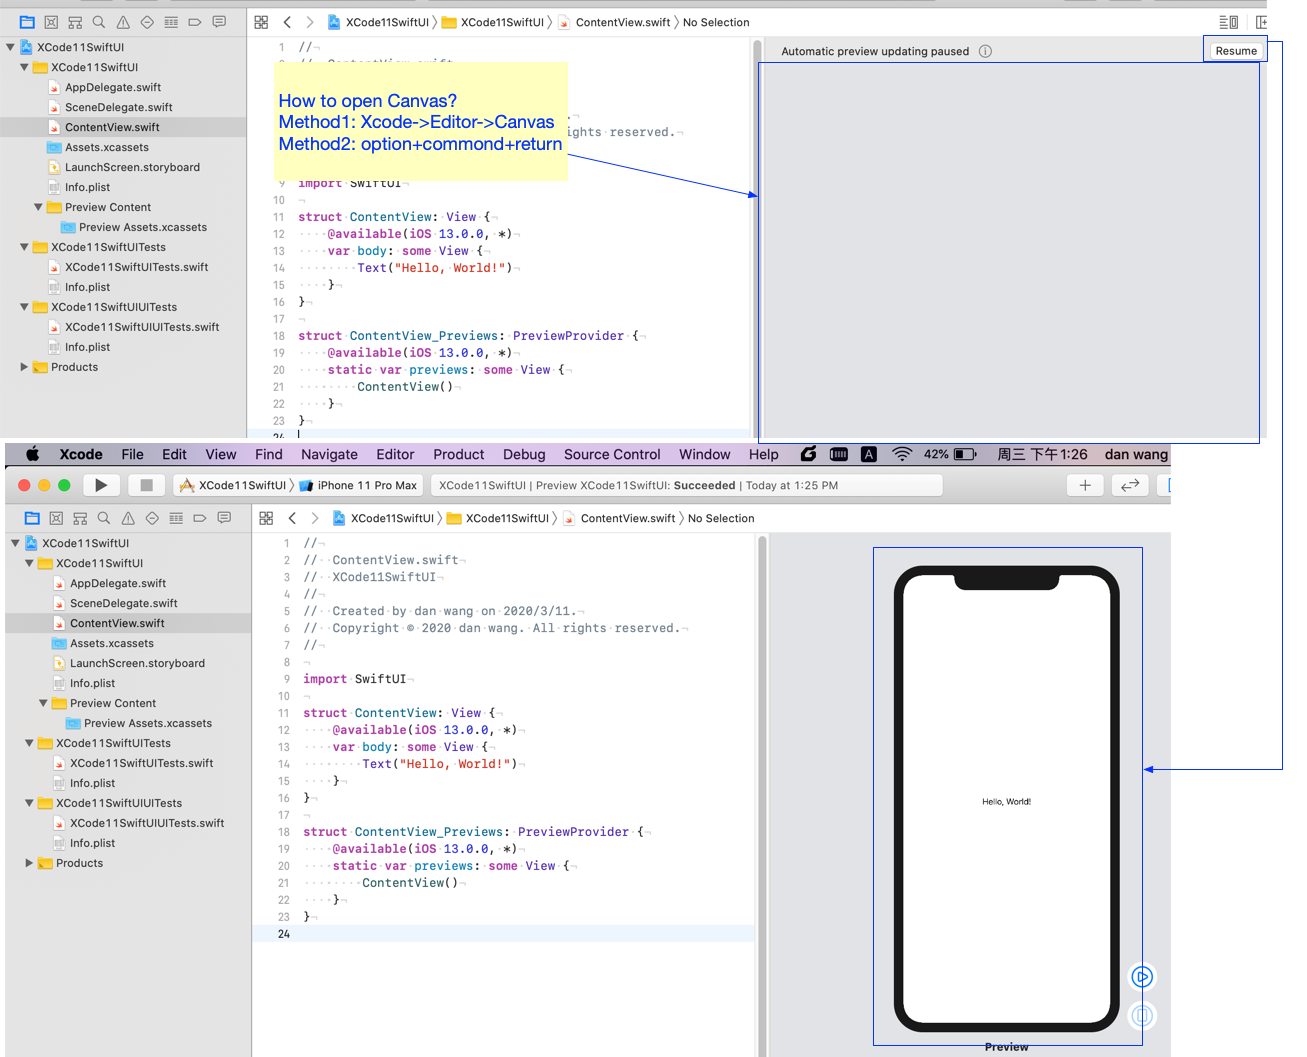 XCode11SwiftUI 〉 XCode11SwiftUI 〉 ContentView.swift 〉 No Selection
XCode11SwiftUI
XCode11SwiftUI
AppDelegate.swift
SceneDelegate.swift
ContentView.swift
Assets.xcassets
LaunchScreen.storyboard
Info.plist
Preview Content
Preview Assets.xcassets
XCode11SwiftUITests
XCode11SwiftUITests.swift
Info.plist
XCode11SwiftUIUITests
XCode11SwiftUIUITests.swift
Info.plist
Products
1 //
How to open Canvas?
Method1: Xcode->Editor->Canvas
Method2: option+commond+return
ights reserved.
9 import SwiftUI
10
11 struct ContentView: View {
12 @available(iOS 13.0.0, *)
13 var body: some View {
14 Text("Hello, World!")
15 }
16 }
17
18 struct ContentView_Previews: PreviewProvider {
19 @available(iOS 13.0.0, *)
20 static var previews: some View {
21 ContentView()
22 }
23 }
24
Automatic preview updating paused
Resume
Xcode File Edit View Find Navigate Editor Product Debug Source Control Window Help A 42% 周三 下午1:26 dan wang
XCode11SwiftUI 〉 iPhone 11 Pro Max XCode11SwiftUI | Preview XCode11SwiftUI: Succeeded | Today at 1:25 PM
XCode11SwiftUI 〉 XCode11SwiftUI 〉 ContentView.swift 〉 No Selection
XCode11SwiftUI
XCode11SwiftUI
AppDelegate.swift
SceneDelegate.swift
ContentView.swift
Assets.xcassets
LaunchScreen.storyboard
Info.plist
Preview Content
Preview Assets.xcassets
XCode11SwiftUITests
XCode11SwiftUITests.swift
Info.plist
XCode11SwiftUIUITests
XCode11SwiftUIUITests.swift
Info.plist
Products
1 //
2 // ContentView.swift
3 // XCode11SwiftUI
4 //
5 // Created by dan wang on 2020/3/11.
6 // Copyright © 2020 dan wang. All rights reserved.
7 //
8
9 import SwiftUI
10
11 struct ContentView: View {
12 @available(iOS 13.0.0, *)
13 var body: some View {
14 Text("Hello, World!")
15 }
16 }
17
18 struct ContentView_Previews: PreviewProvider {
19 @available(iOS 13.0.0, *)
20 static var previews: some View {
21 ContentView()
22 }
23 }
24
Hello, World!
Preview